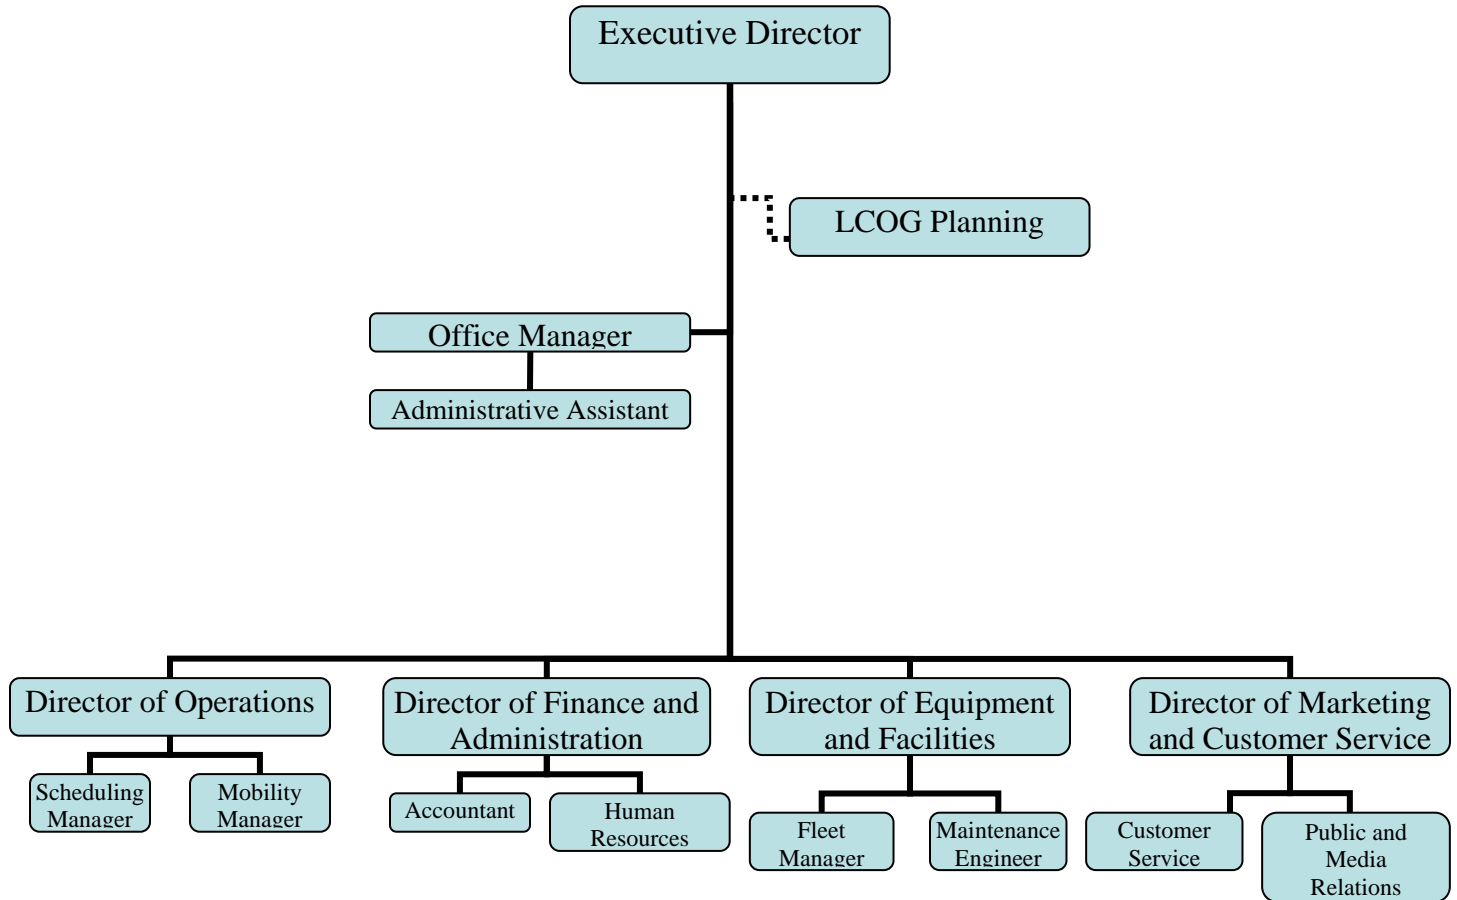 Executive Director
LCOG Planning
Office Manager
Administrative Assistant
Director of Operations
Director of Finance and
Administration
Director of Equipment
and Facilities
Director of Marketing
and Customer Service
Scheduling
Manager
Mobility
Manager
Accountant
Human
Resources
Fleet
Manager
Maintenance
Engineer
Customer
Service
Public and
Media
Relations